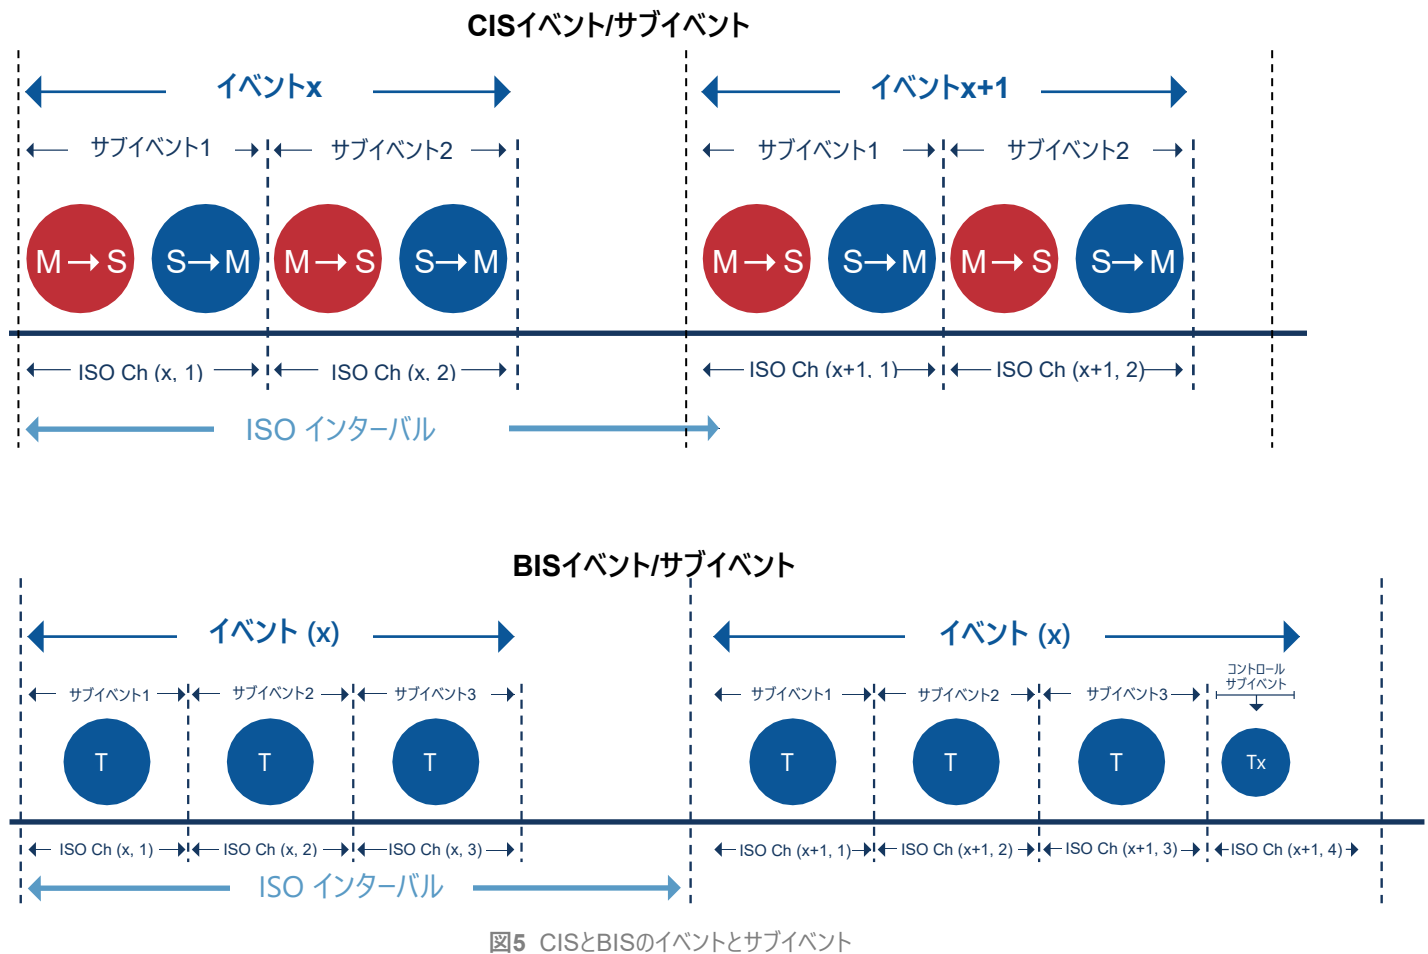 CISイベント/サブイベント
イベントx
イベントx+1
サブイベント1
サブイベント2
サブイベント1
サブイベント2
M→S
S→M
M→S
S→M
M→S
S→M
M→S
S→M
ISO Ch (x, 1)
ISO Ch (x, 2)
ISO Ch (x+1, 1)
ISO Ch (x+1, 2)
ISO インターバル
BISイベント/サブイベント
イベント (x)
イベント (x)
サブイベント1
サブイベント2
サブイベント3
サブイベント1
サブイベント2
サブイベント3
コントロール
サブイベント
T
T
T
T
T
T
Tx
ISO Ch (x, 1)
ISO Ch (x, 2)
ISO Ch (x, 3)
ISO Ch (x+1, 1)
ISO Ch (x+1, 2)
ISO Ch (x+1, 3)
ISO Ch (x+1, 4)
ISO インターバル
図5 CISとBISのイベントとサブイベント